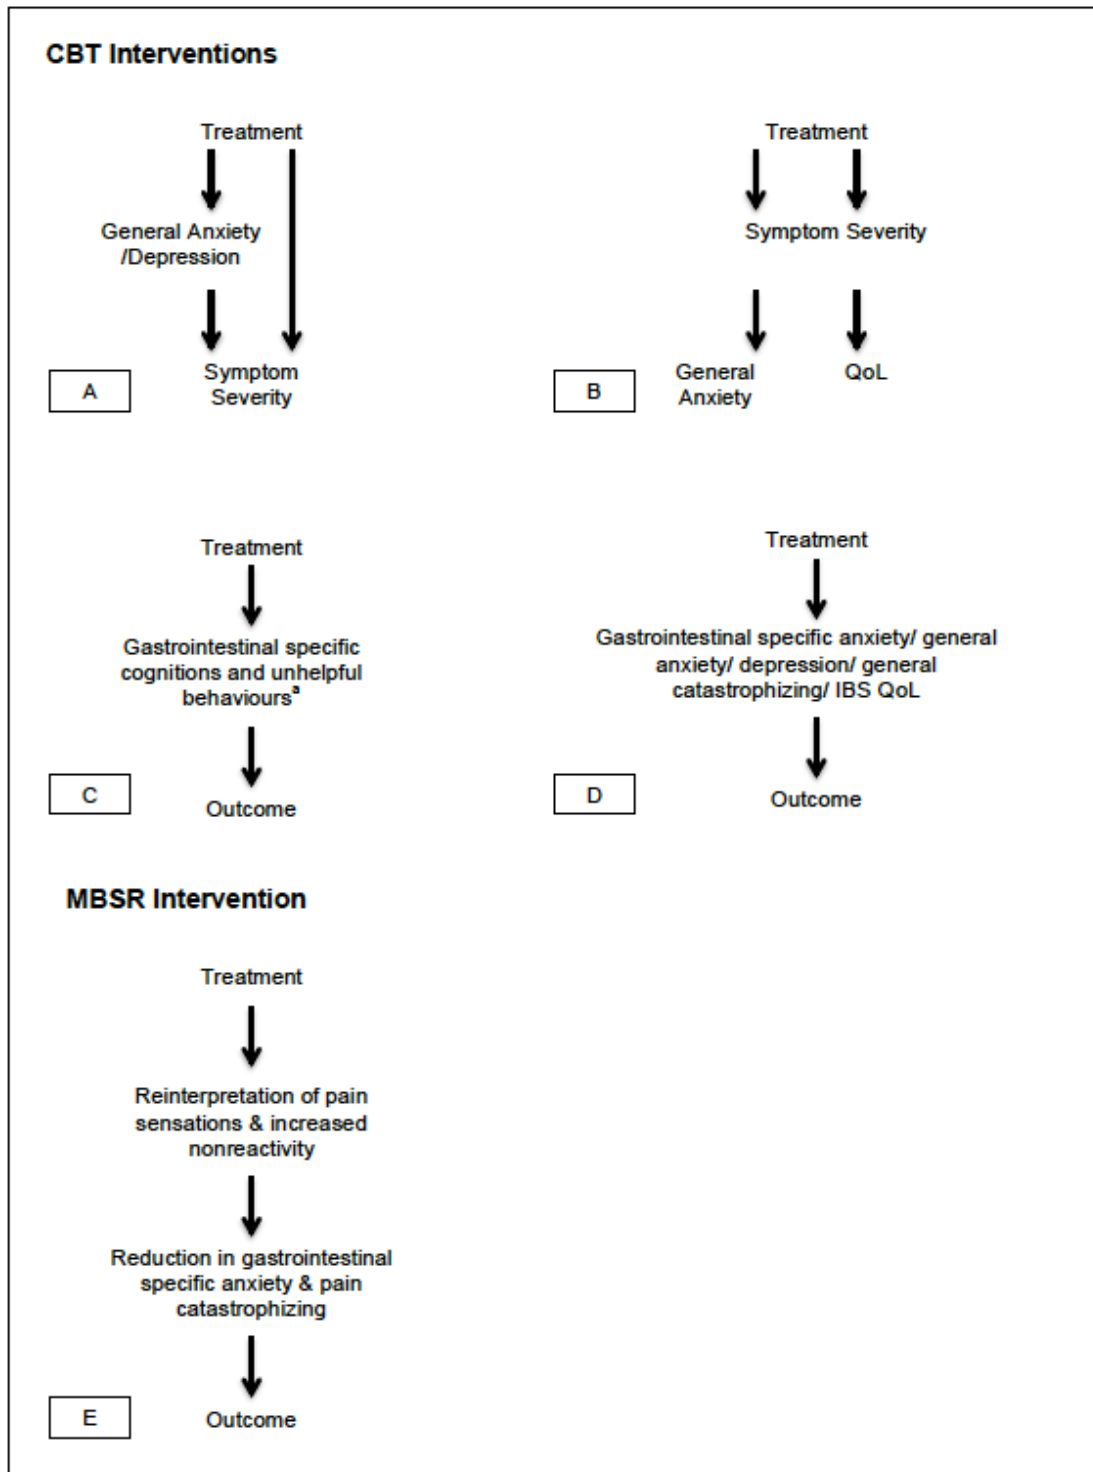 CBT Interventions
Treatment
General Anxiety
/Depression
Symptom
Severity
A
Treatment
Symptom Severity
General
Anxiety
QoL
B
Treatment
Gastrointestinal specific
cognitions and unhelpful
behavioursᵃ
Outcome
C
Treatment
Gastrointestinal specific anxiety/ general
anxiety/ depression/ general
catastrophizing/ IBS QoL
Outcome
D
MBSR Intervention
Treatment
Reinterpretation of pain
sensations & increased
nonreactivity
Reduction in gastrointestinal
specific anxiety & pain
catastrophizing
Outcome
E